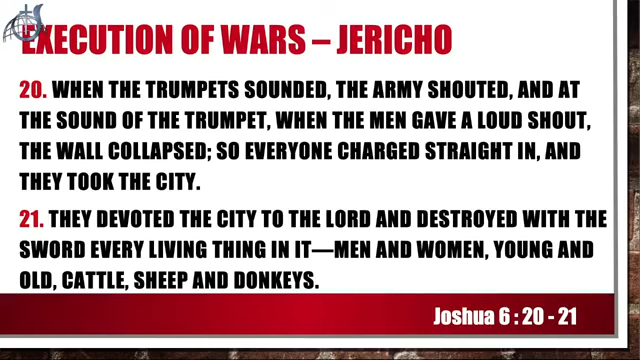 EXECUTION OF WARS – JERICHO
20. WHEN THE TRUMPETS SOUNDED, THE ARMY SHOUTED, AND AT
THE SOUND OF THE TRUMPET, WHEN THE MEN GAVE A LOUD SHOUT,
THE WALL COLLAPSED; SO EVERYONE CHARGED STRAIGHT IN, AND
THEY TOOK THE CITY.
21. THEY DEVOTED THE CITY TO THE LORD AND DESTROYED WITH THE
SWORD EVERY LIVING THING IN IT—MEN AND WOMEN, YOUNG AND
OLD, CATTLE, SHEEP AND DONKEYS.
Joshua 6 : 20 - 21